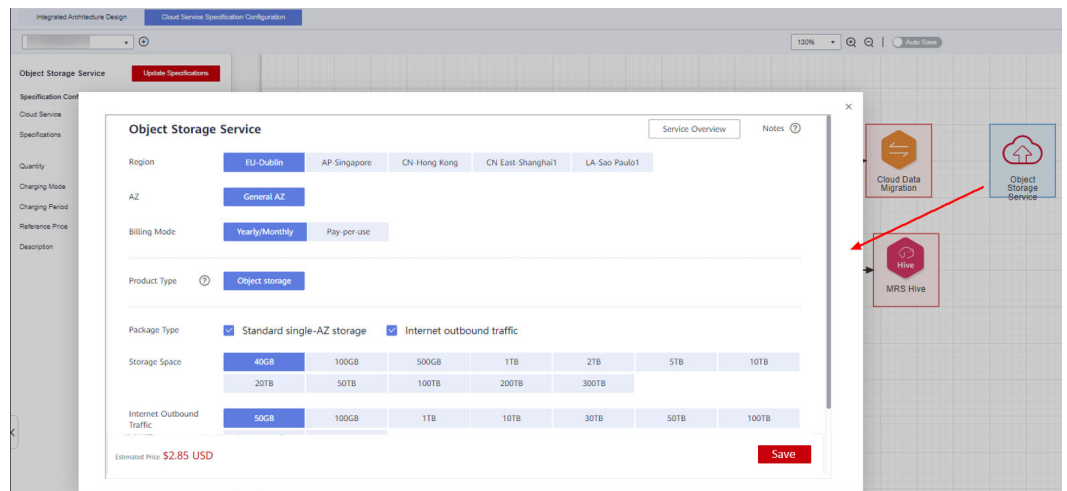 Integrated Architecture Design
Cloud Service Specification Configuration
130%
Auto Save
Object Storage Service
Update Specifications
Specification Conf
Cloud Service
Specifications
Quantity
Charging Mode
Charging Period
Reference Price
Description
×
Object Storage Service
Service Overview
Notes ?
Region
EU-Dublin
AP-Singapore
CN-Hong Kong
CN East-Shanghai1
LA-Sao Paulo1
AZ
General AZ
Billing Mode
Yearly/Monthly
Pay-per-use
Product Type ?
Object storage
Package Type
Standard single-AZ storage
Internet outbound traffic
Storage Space
40GB
100GB
500GB
1TB
2TB
5TB
10TB
20TB
50TB
100TB
200TB
300TB
Internet Outbound
Traffic
50GB
100GB
1TB
10TB
30TB
50TB
100TB
Estimated Price $2.85 USD
Save
Cloud Data
Migration
Object
Storage
Service
Hive
MRS Hive